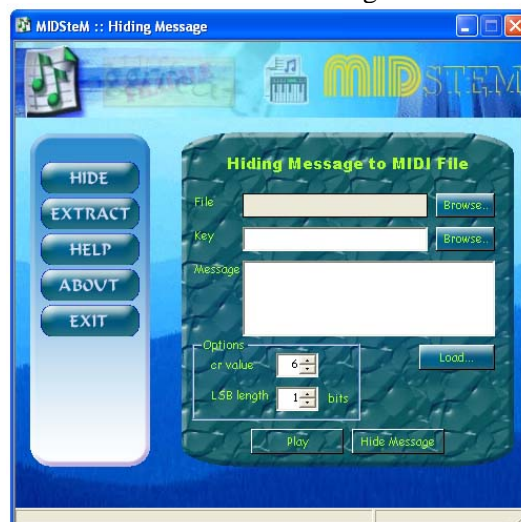 MIDSteM :: Hiding Message
MIDSTEM
HIDE
EXTRACT
HELP
ABOUT
EXIT
Hiding Message to MIDI File
File
Browse..
Key
Browse..
Message
Options
cr value 6
LSB length 1 bits
Load...
Play
Hide Message